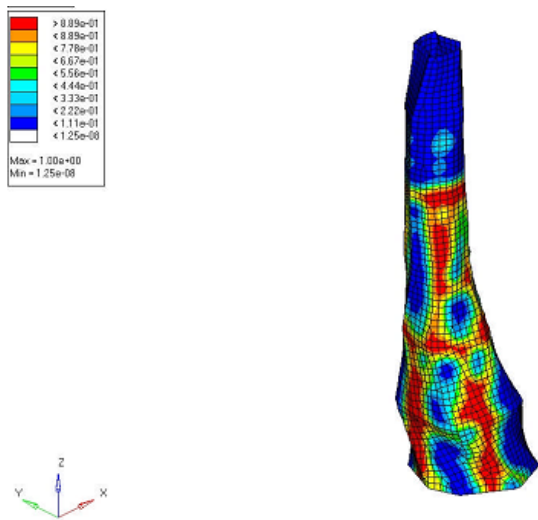 > 8.89e-01
< 8.89e-01
< 7.78e-01
< 6.67e-01
< 5.56e-01
< 4.44e-01
< 3.33e-01
< 2.22e-01
< 1.11e-01
< 1.25e-08
Max = 1.00e+00
Min = 1.25e-08
Z
Y X